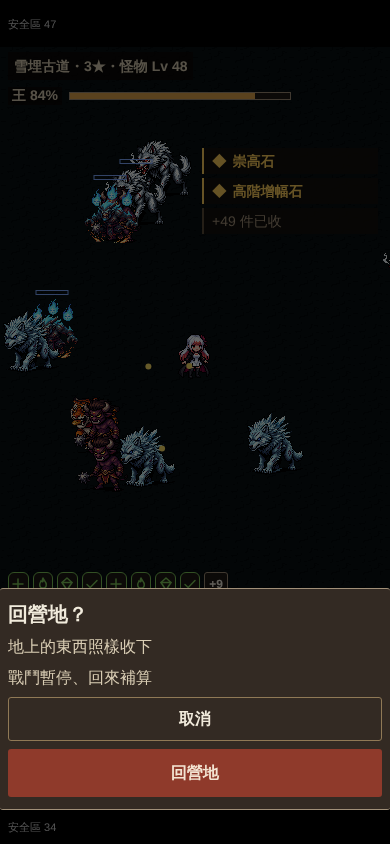 安全區 47
雪埋古道・3★・怪物 Lv 48
王 84%
◆ 崇高石
◆ 高階增幅石
+49 件已收
+9
回營地？
地上的東西照樣收下
戰鬥暫停、回來補算
取消
回營地
安全區 34